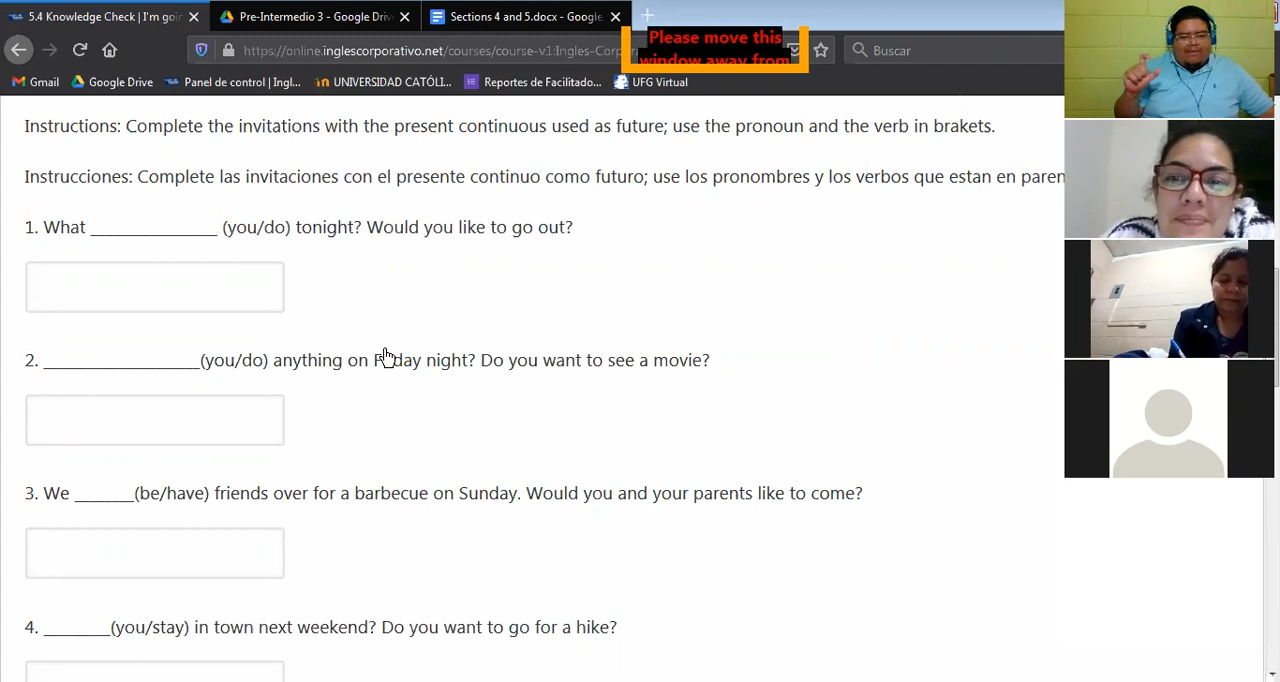 5.4 Knowledge Check | I'm goi
Pre-Intermedio 3 - Google Driv
Sections 4 and 5.docx - Google
Please move this
window away from
https://online.inglescorporativo.net/courses/course-v1:Ingles-Corp
Buscar
Gmail
Google Drive
Panel de control | Ingl...
UNIVERSIDAD CATÓLI...
Reportes de Facilitado...
UFG Virtual
Instructions: Complete the invitations with the present continuous used as future; use the pronoun and the verb in brakets.
Instrucciones: Complete las invitaciones con el presente continuo como futuro; use los pronombres y los verbos que estan en paren
1. What ______________ (you/do) tonight? Would you like to go out?
2. __________________(you/do) anything on Friday night? Do you want to see a movie?
3. We _______(be/have) friends over for a barbecue on Sunday. Would you and your parents like to come?
4. ________(you/stay) in town next weekend? Do you want to go for a hike?